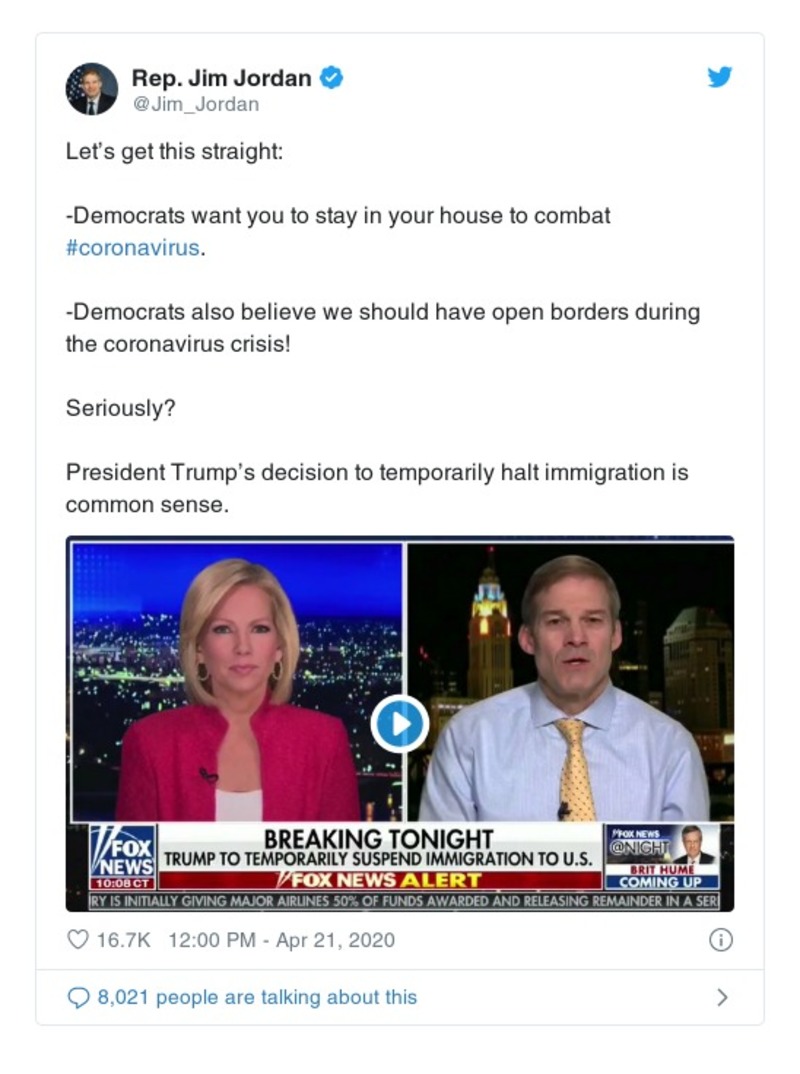 Rep. Jim Jordan
@Jim_Jordan
Let's get this straight:
-Democrats want you to stay in your house to combat
#coronavirus.
-Democrats also believe we should have open borders during
the coronavirus crisis!
Seriously?
President Trump's decision to temporarily halt immigration is
common sense.
FOX
NEWS
10:08 CT
BREAKING TONIGHT
TRUMP TO TEMPORARILY SUSPEND IMMIGRATION TO U.S.
FOX NEWS ALERT
FOX NEWS
@NIGHT
BRIT HUME
COMING UP
RY IS INITIALLY GIVING MAJOR AIRLINES 50% OF FUNDS AWARDED AND RELEASING REMAINDER IN A SERI
16.7K 12:00 PM - Apr 21, 2020
8,021 people are talking about this